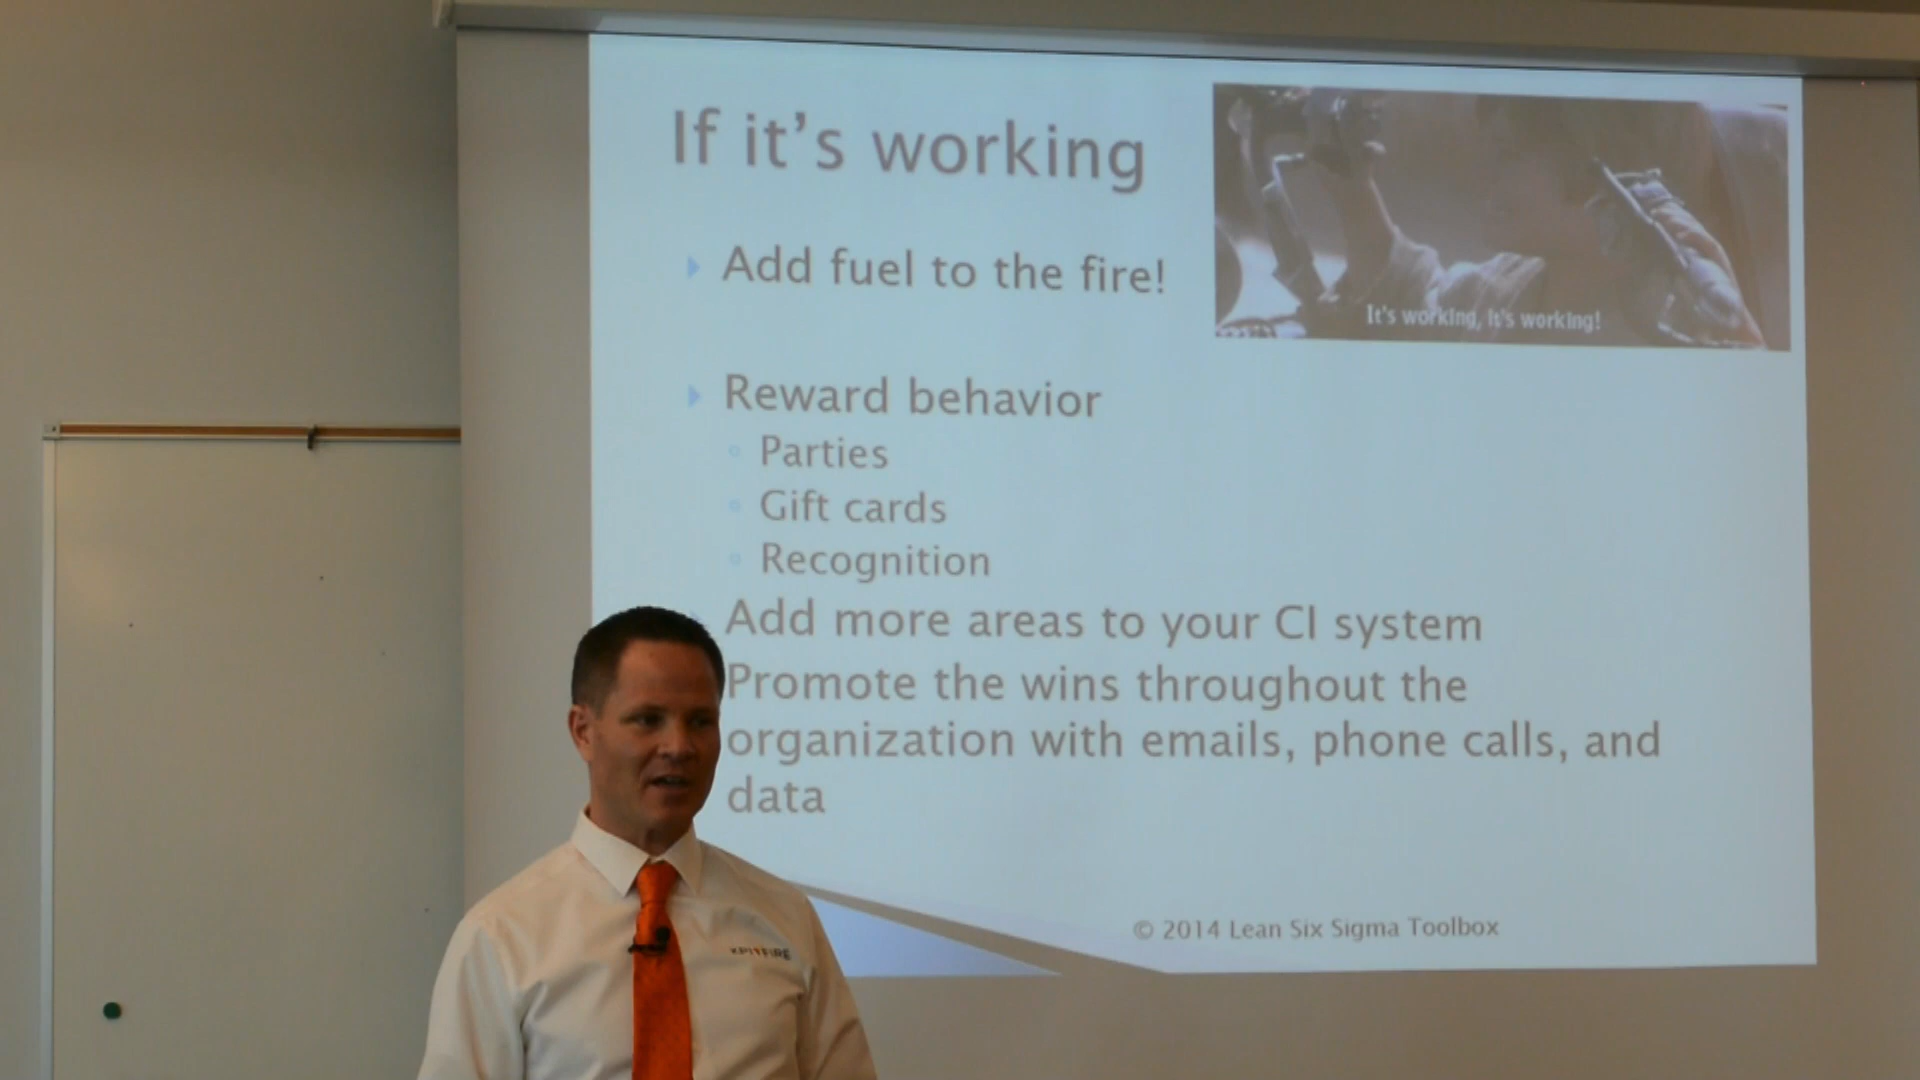 If it's working
It's working, it's working!
Add fuel to the fire!
Reward behavior
Parties
Gift cards
Recognition
Add more areas to your CI system
Promote the wins throughout the
organization with emails, phone calls, and
data
© 2014 Lean Six Sigma Toolbox
KPIFIRE